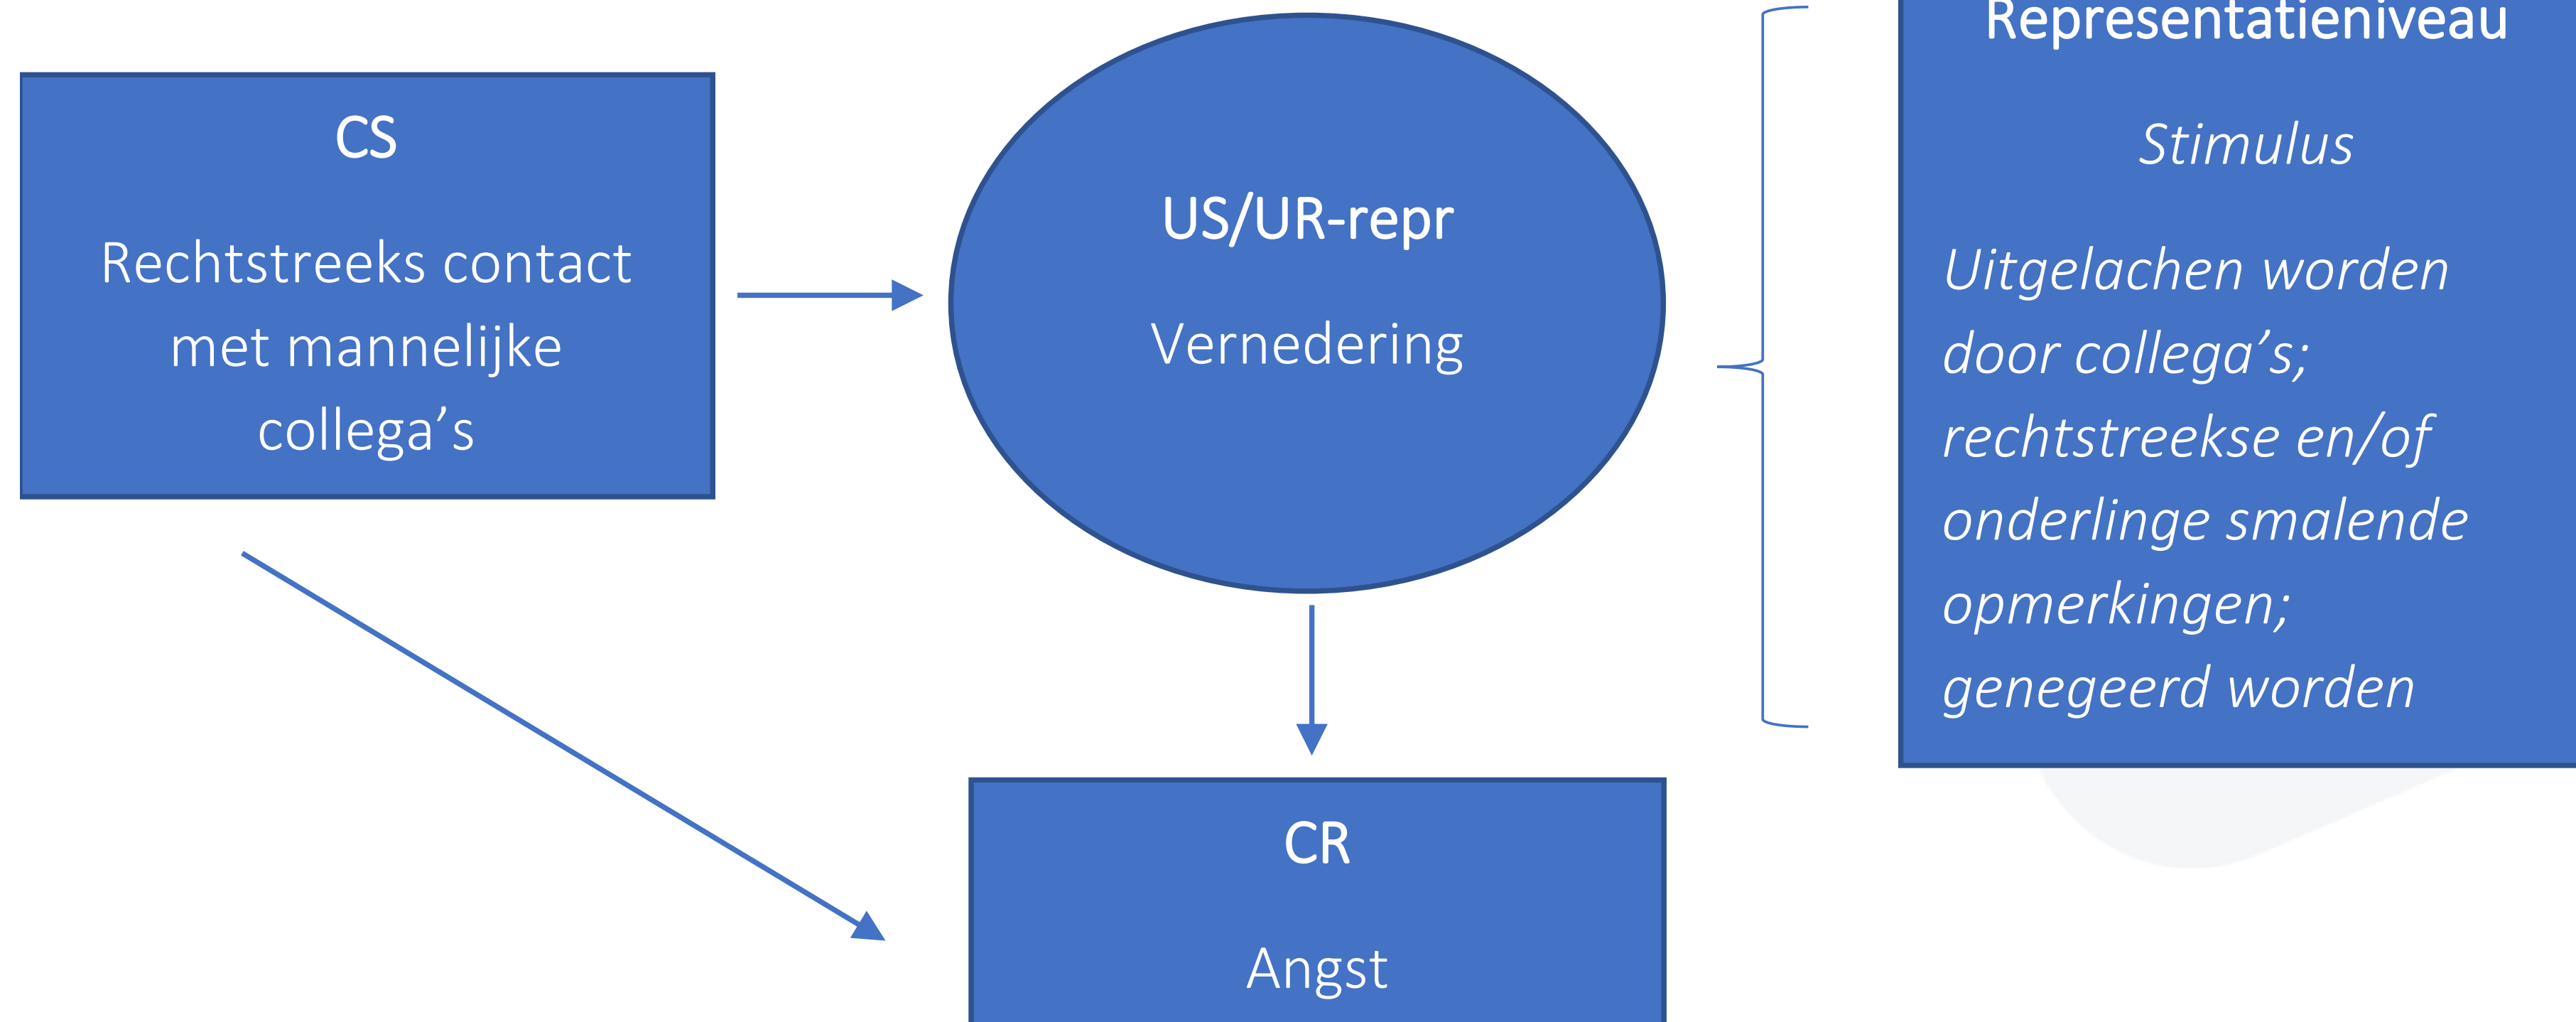 CS
Rechtstreeks contact
met mannelijke
collega's
US/UR-repr
Vernedering
CR
Angst
Representatieniveau
Stimulus
Uitgelachen worden
door collega's;
rechtstreekse en/of
onderlinge smalende
opmerkingen;
genegeerd worden